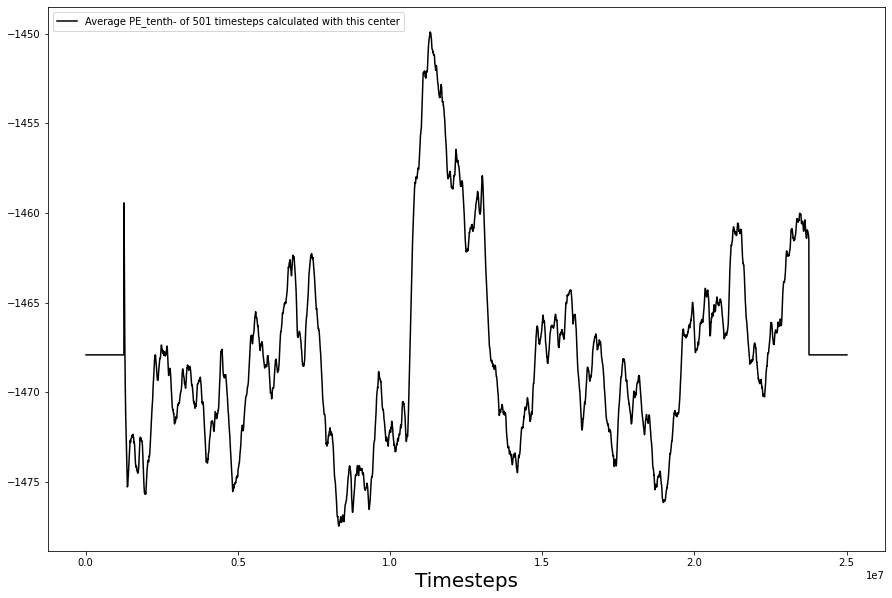 Average PE_tenth- of 501 timesteps calculated with this center
−1450
−1455
−1460
−1465
−1470
−1475
0.0 0.5 1.0 1.5 2.0 2.5
1e7
Timesteps